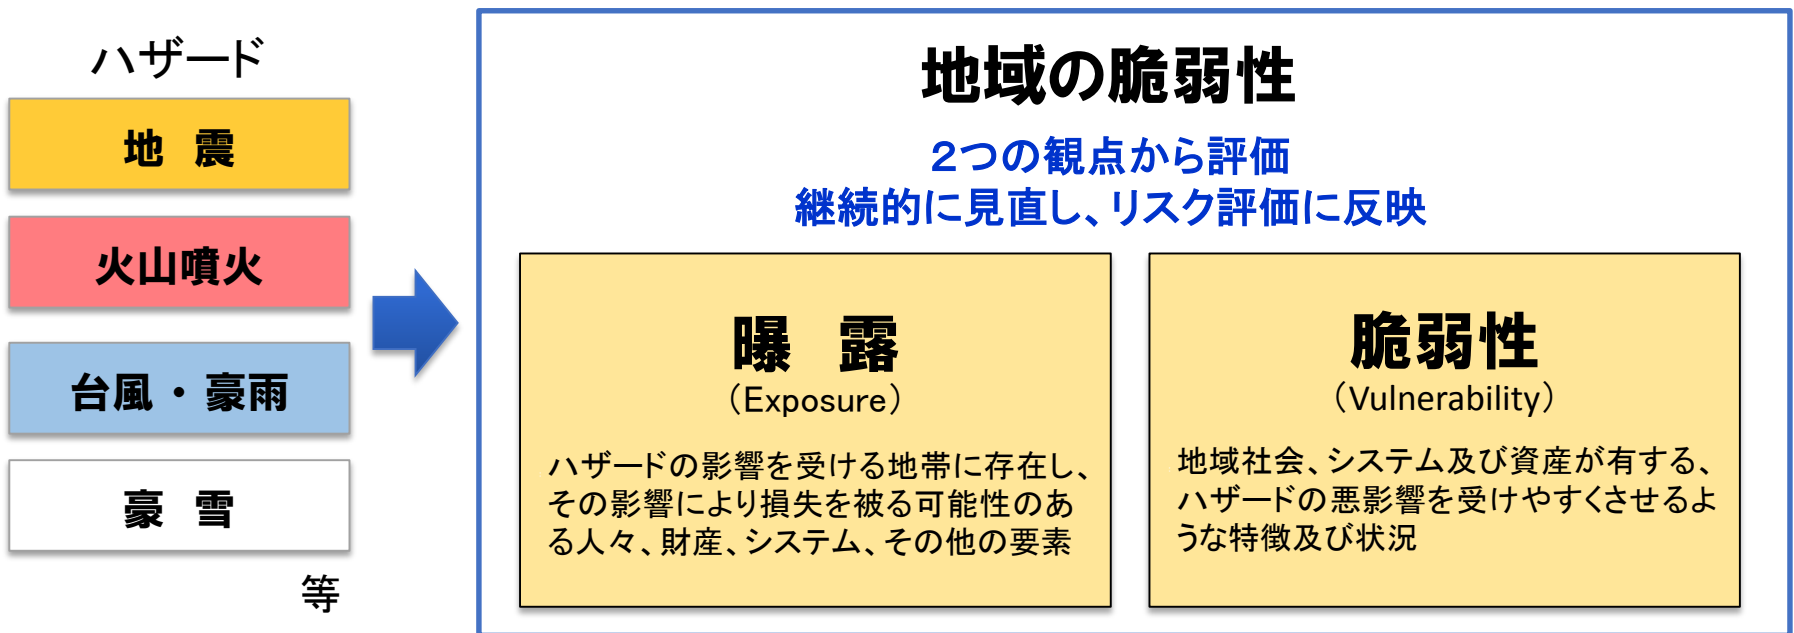 ハザード
地 震
火山噴火
台風・豪雨
豪 雪
等
地域の脆弱性
2つの観点から評価
継続的に見直し、リスク評価に反映
曝 露
(Exposure)
ハザードの影響を受ける地帯に存在し、
その影響により損失を被る可能性のあ
る人々、財産、システム、その他の要素
脆弱性
(Vulnerability)
地域社会、システム及び資産が有する、
ハザードの悪影響を受けやすくさせるよ
うな特徴及び状況